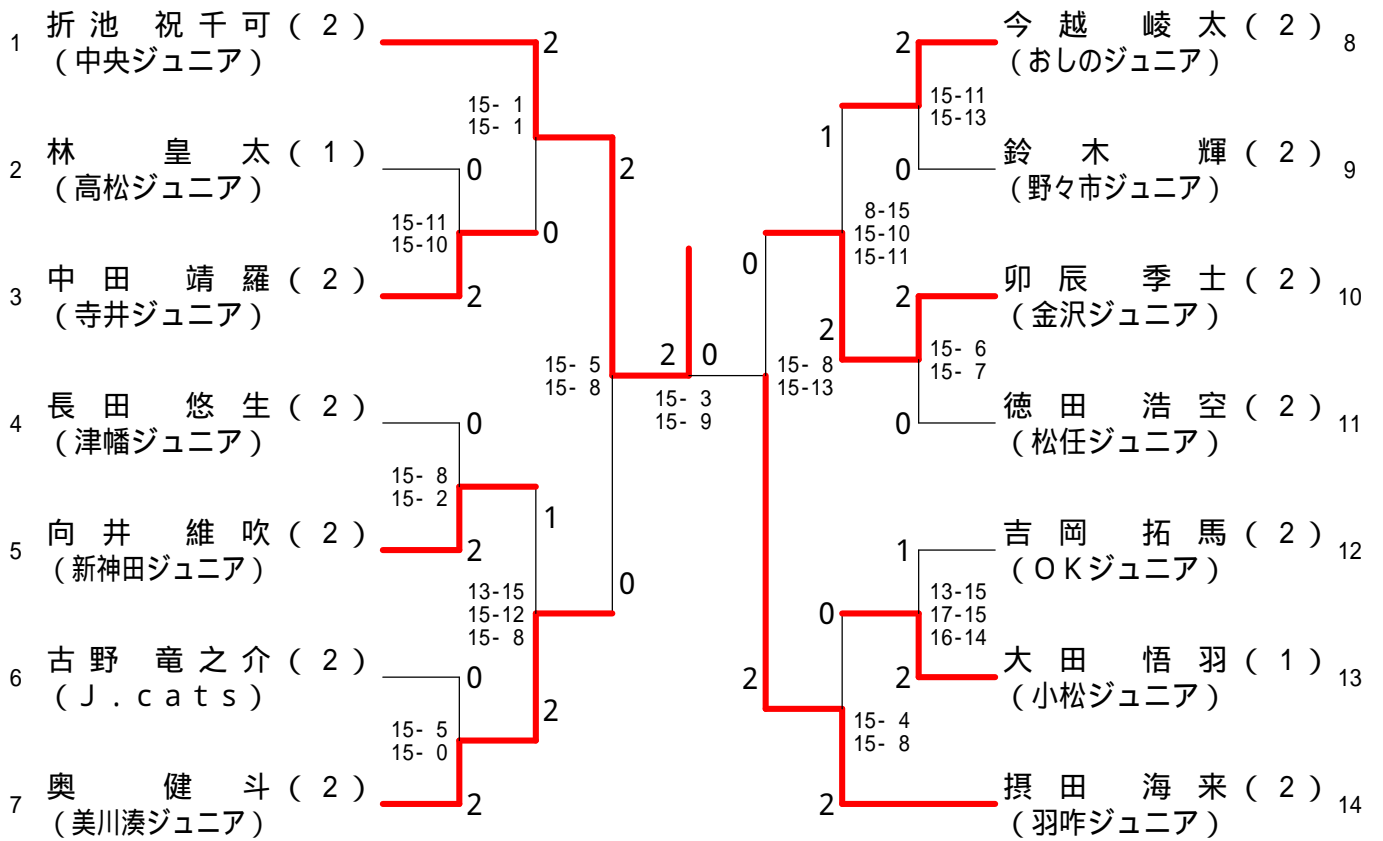 1 折池 祝千可 ( 2 )
( 中央ジュニア )
2
15- 1
15- 1
2 林 皇太 ( 1 )
( 高松ジュニア )
0
2
15-11
15-10
0
3 中田 靖羅 ( 2 )
( 寺井ジュニア )
2
15- 5
15- 8
4 長田 悠生 ( 2 )
( 津幡ジュニア )
0
15- 8
15- 2
1
5 向井 維吹 ( 2 )
( 新神田ジュニア )
2
13-15
15-12
15- 8
0
6 古野 竜之介 ( 2 )
( J . c a t s )
0
2
15- 5
15- 0
7 奥 健斗 ( 2 )
( 美川湊ジュニア )
2
2 0
15- 3
15- 9
今越 崚太 ( 2 ) 8
( おしのジュニア )
2
15-11
15-13
1
鈴木 輝 ( 2 ) 9
( 野々市ジュニア )
0
8-15
15-10
15-11
0
卯辰 季士 ( 2 ) 10
( 金沢ジュニア )
2
2
15- 6
15- 7
15- 8
15-13
徳田 浩空 ( 2 ) 11
( 松任ジュニア )
0
吉岡 拓馬 ( 2 ) 12
( ＯＫジュニア )
1
13-15
17-15
16-14
0
大田 悟羽 ( 1 ) 13
( 小松ジュニア )
2
2
15- 4
15- 8
摂田 海来 ( 2 ) 14
( 羽咋ジュニア )
2